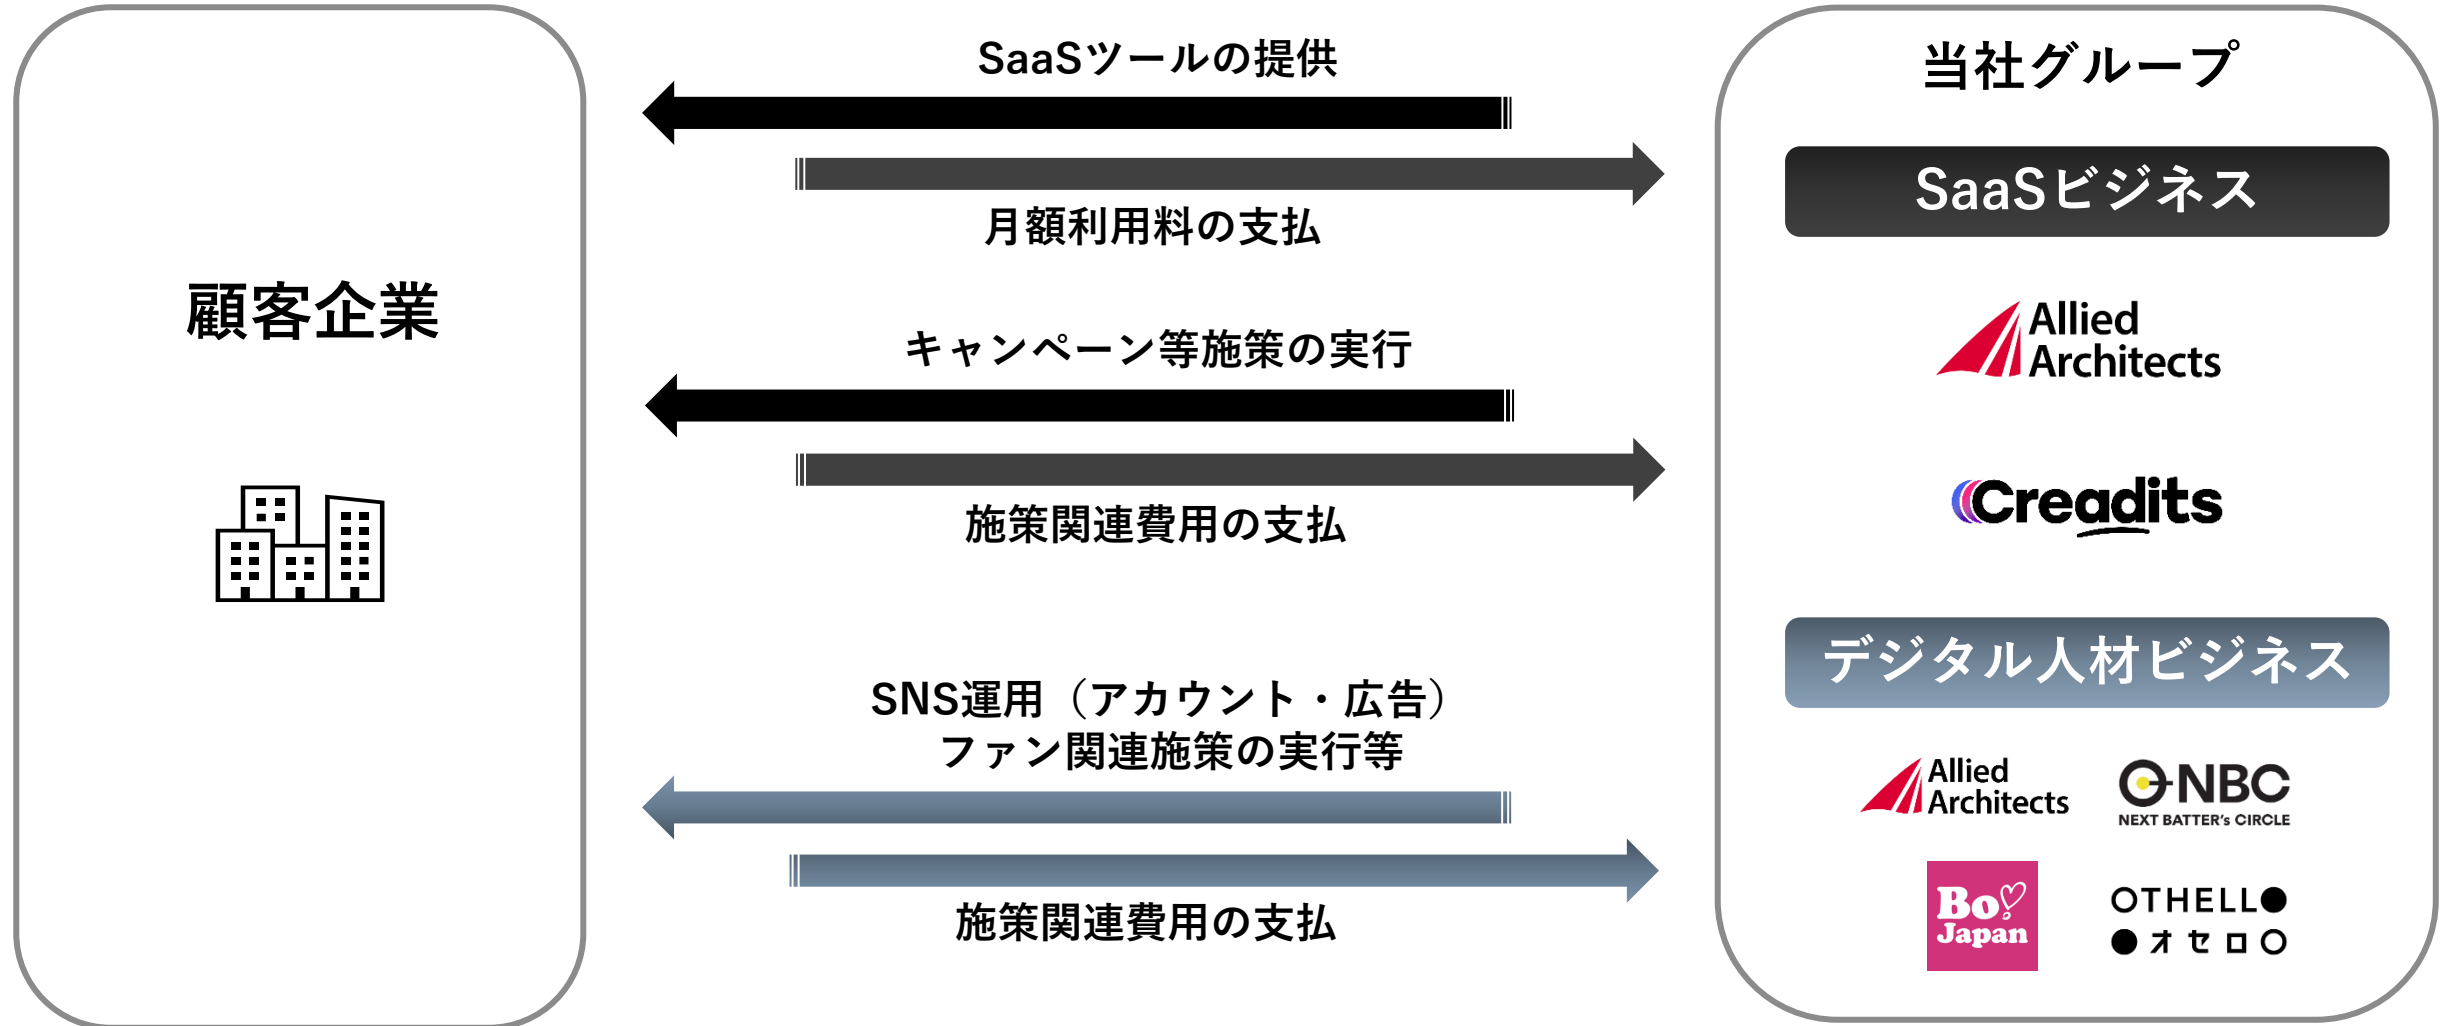 顧客企業
SaaSツールの提供
月額利用料の支払
キャンペーン等施策の実行
施策関連費用の支払
SNS運用（アカウント・広告）
ファン関連施策の実行等
施策関連費用の支払
当社グループ
SaaSビジネス
Allied
Architects
Creadits
デジタル人材ビジネス
Allied
Architects
NBC
NEXT BATTER's CIRCLE
Bo
Japan
OTHELLO
オセロ